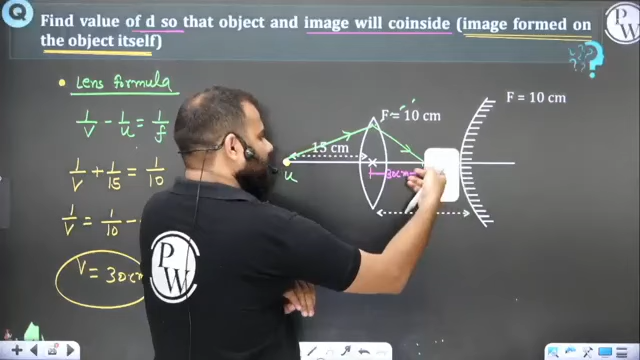 Q Find value of d so that object and image will coinside (image formed on
the object itself)
Lens formula
1/v - 1/u = 1/f
1/v + 1/15 = 1/10
1/v = 1/10 -
V = 30cm
F = 10 cm
15 cm
u
30cm
F = 10 cm
PW
PW